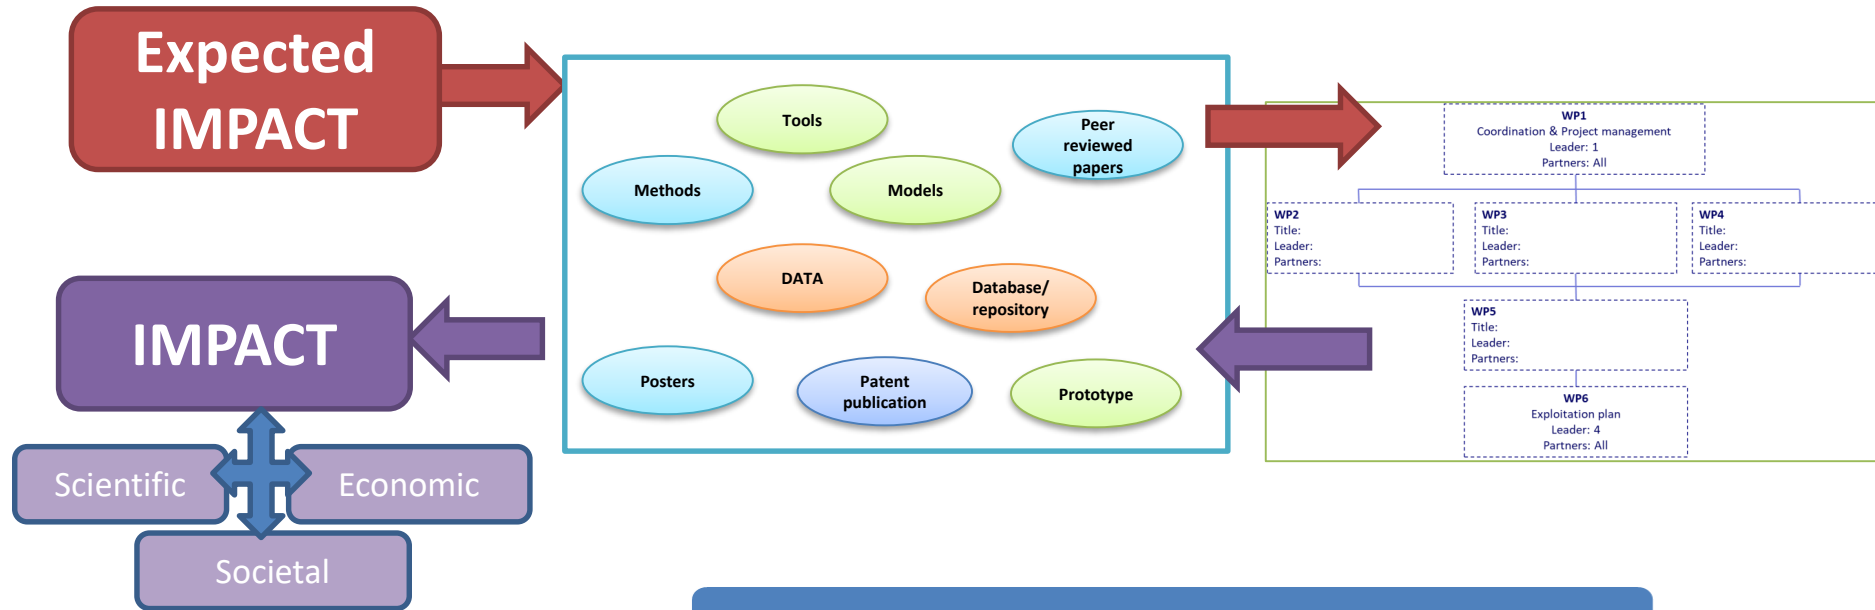 Expected
IMPACT
Tools
Peer
reviewed
papers
Methods
Models
DATA
Database/
repository
Posters
Patent
publication
Prototype
WP1
Coordination & Project management
Leader: 1
Partners: All
WP2
Title:
Leader:
Partners:
WP3
Title:
Leader:
Partners:
WP4
Title:
Leader:
Partners:
WP5
Title:
Leader:
Partners:
WP6
Exploitation plan
Leader: 4
Partners: All
IMPACT
Scientific
Economic
Societal